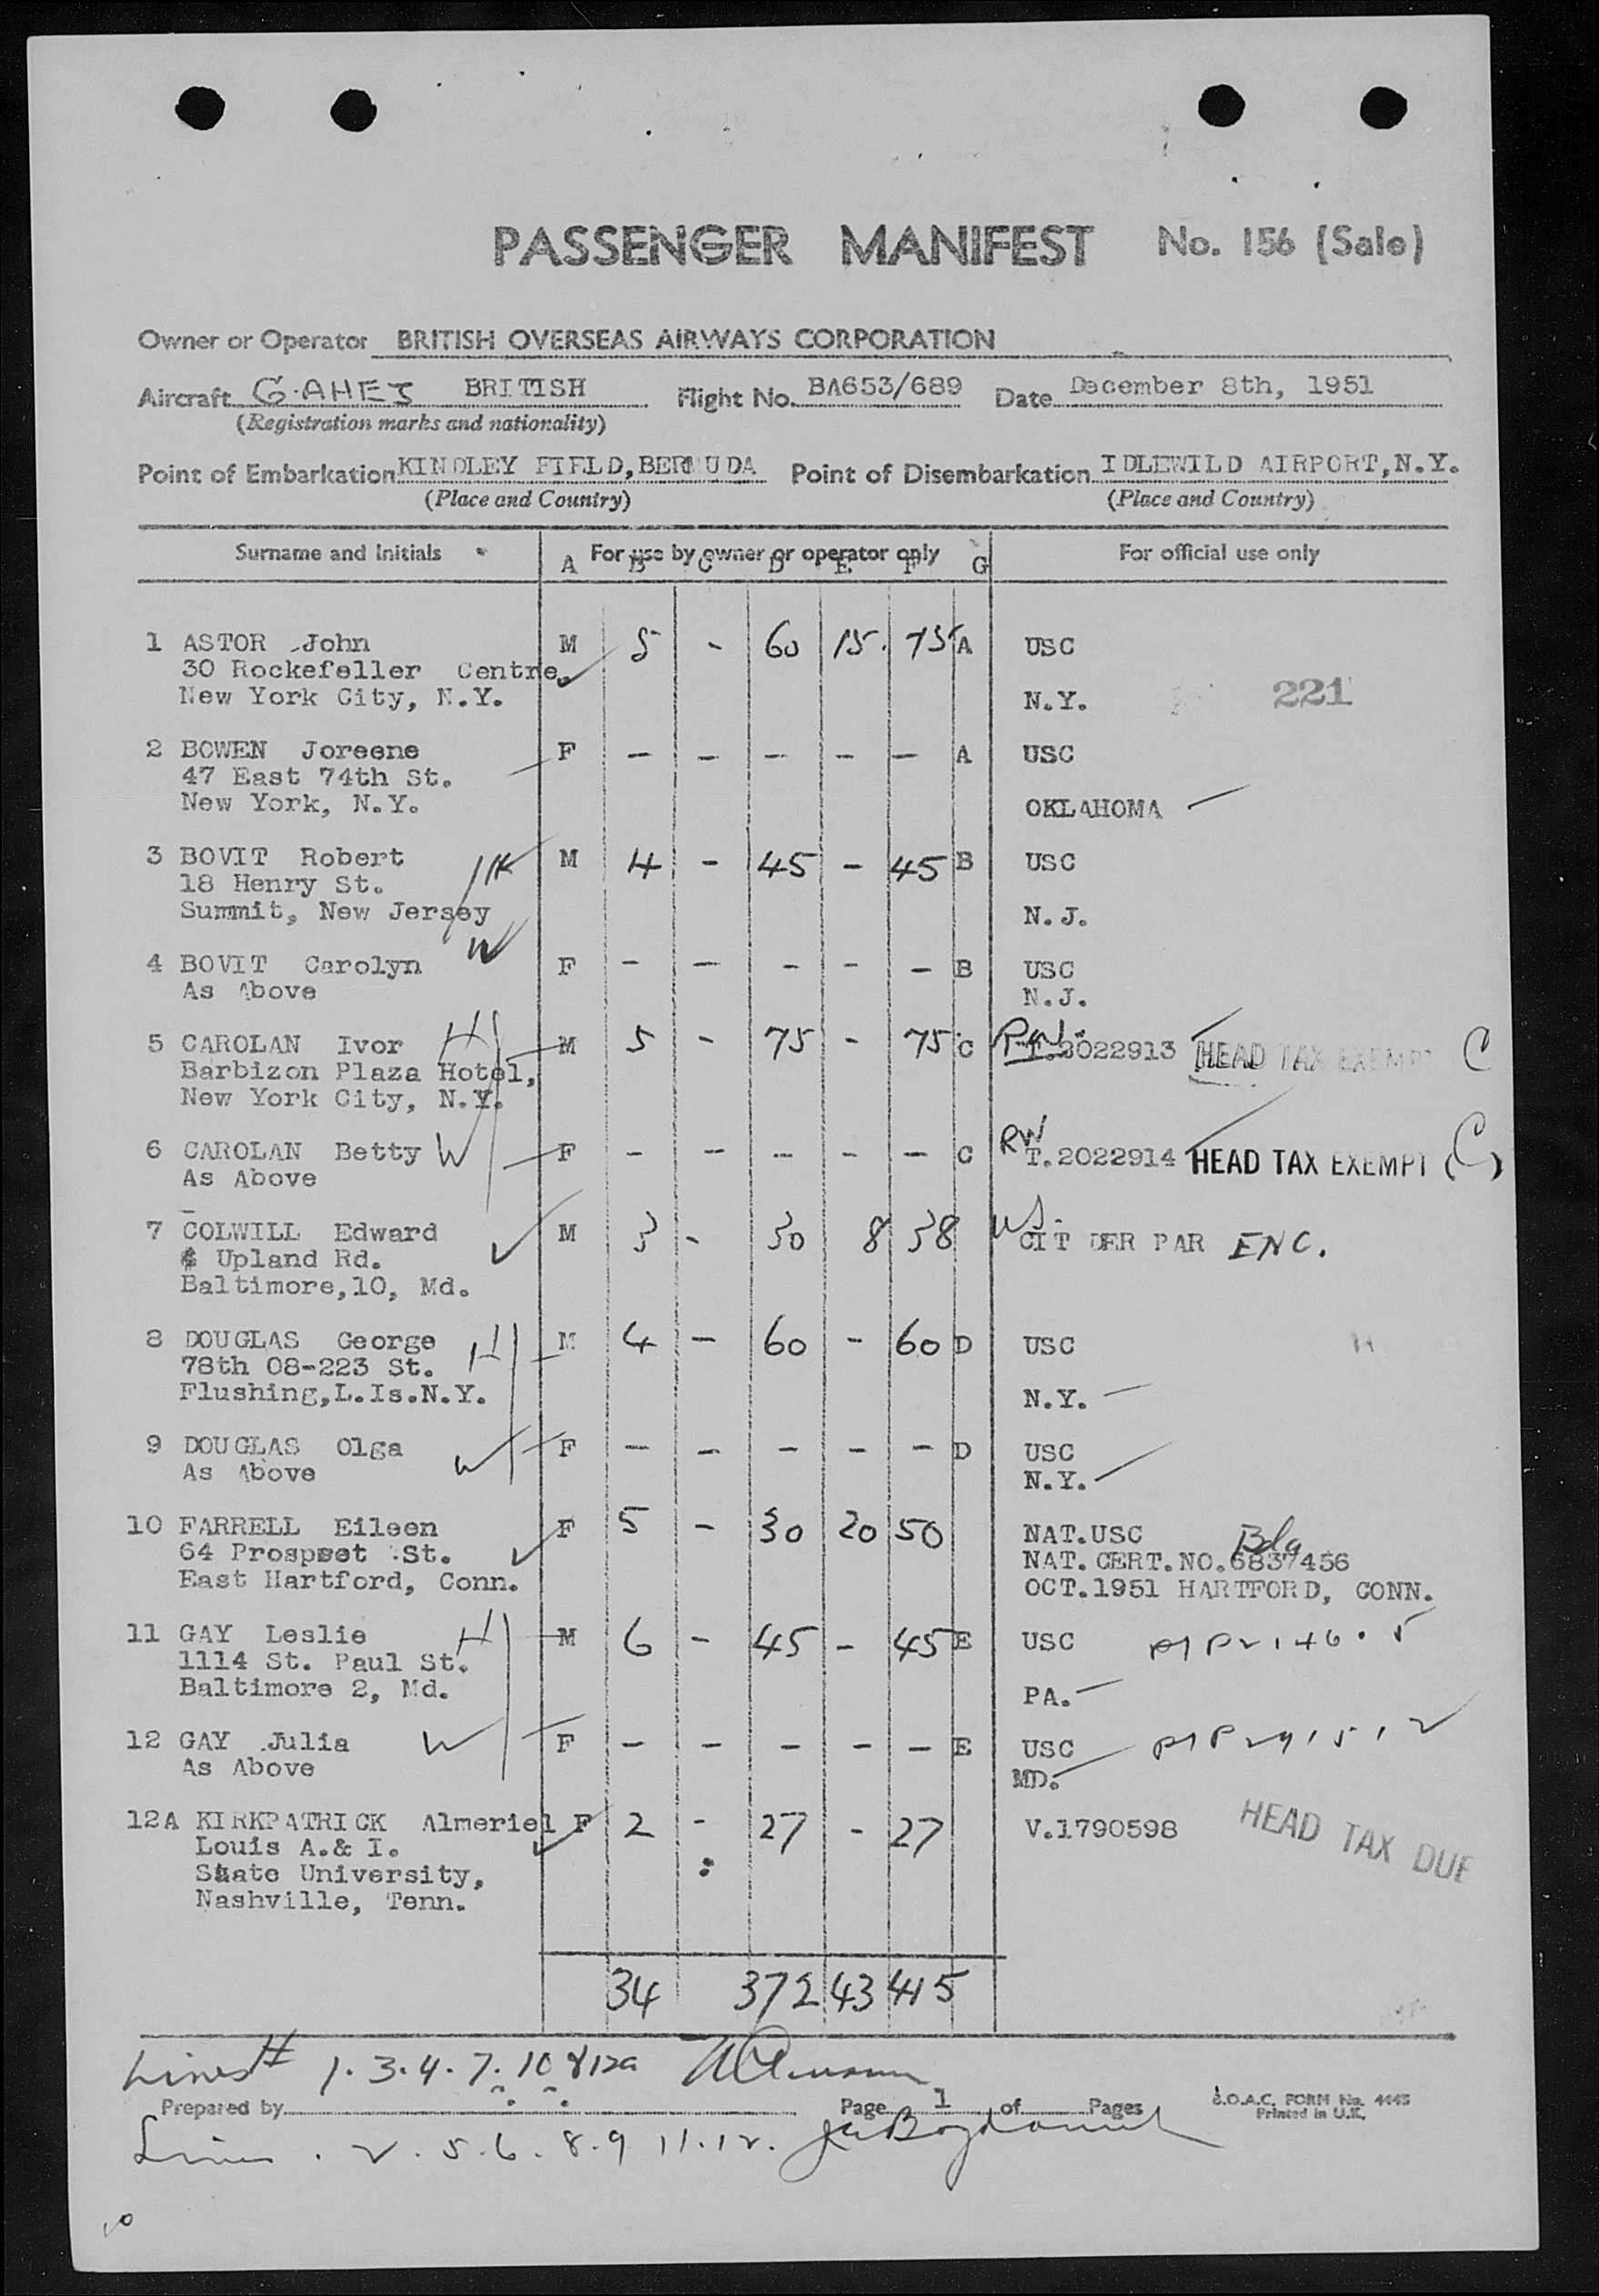 PASSENGER MANIFEST No. 156 (Sale)
Owner or Operator BRITISH OVERSEAS AIRWAYS CORPORATION
Aircraft G-AHEJ BRITISH Flight No. BA653/689 Date December 8th, 1951
(Registration marks and nationality)
Point of Embarkation KINDLEY FIELD,BERMUDA Point of Disembarkation IDLEWILD AIRPORT,N.Y.
(Place and Country) (Place and Country)
Surname and Initials For use by owner or operator only For official use only
A B C D E F G
1 ASTOR John M 5 - 60 15. 75 A USC
30 Rockefeller Centre.
New York City, N.Y. N.Y. 221
2 BOWEN Joreene F - - - - - A USC
47 East 74th St.
New York, N.Y. OKLAHOMA
3 BOVIT Robert H M 4 - 45 - 45 B USC
18 Henry St.
Summit, New Jersey N.J.
W
4 BOVIT Carolyn F - - - - - B USC
As Above N.J.
5 CAROLAN Ivor H M 5 - 75 - 75 C RW T.2022913 HEAD TAX EXEMPT C
Barbizon Plaza Hotel,
New York City, N.Y.
6 CAROLAN Betty W F - - - - - C RW T.2022914 HEAD TAX EXEMPT (C)
As Above
7 COLWILL Edward M 3 - 30 8 38 US. CIT DER PAR ENC.
Upland Rd.
Baltimore,10, Md.
8 DOUGLAS George H M 4 - 60 - 60 D USC
78th 08-223 St.
Flushing,L.Is.N.Y. N.Y.
9 DOUGLAS Olga W F - - - - - D USC
As Above N.Y.
10 FARRELL Eileen F 5 - 30 20 50 NAT.USC Bda
64 Prospect St. NAT.CERT.NO.6837456
East Hartford, Conn. OCT.1951 HARTFORD, CONN.
11 GAY Leslie H M 6 - 45 - 45 E USC
1114 St. Paul St.
Baltimore 2, Md. PA.
12 GAY Julia W F - - - - - E USC
As Above MD.
12A KIRKPATRICK Almeriel F 2 - 27 - 27 V.1790598 HEAD TAX DUE
Louis A.& I.
State University,
Nashville, Tenn.
34 372 43 415
Lines # 1.3.4.7.10 & 12a
Prepared by Page 1 of Pages B.O.A.C. FORM No. 4445
Printed in U.K.
Lines . 2 . 5.6 . 8.9 11.12.